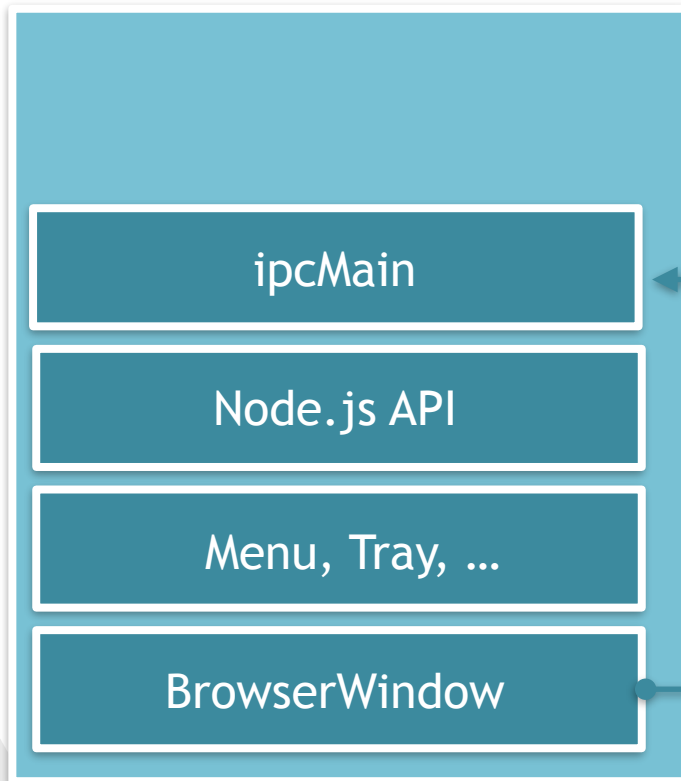 ipcMain
Node.js API
Menu, Tray, …
BrowserWindow